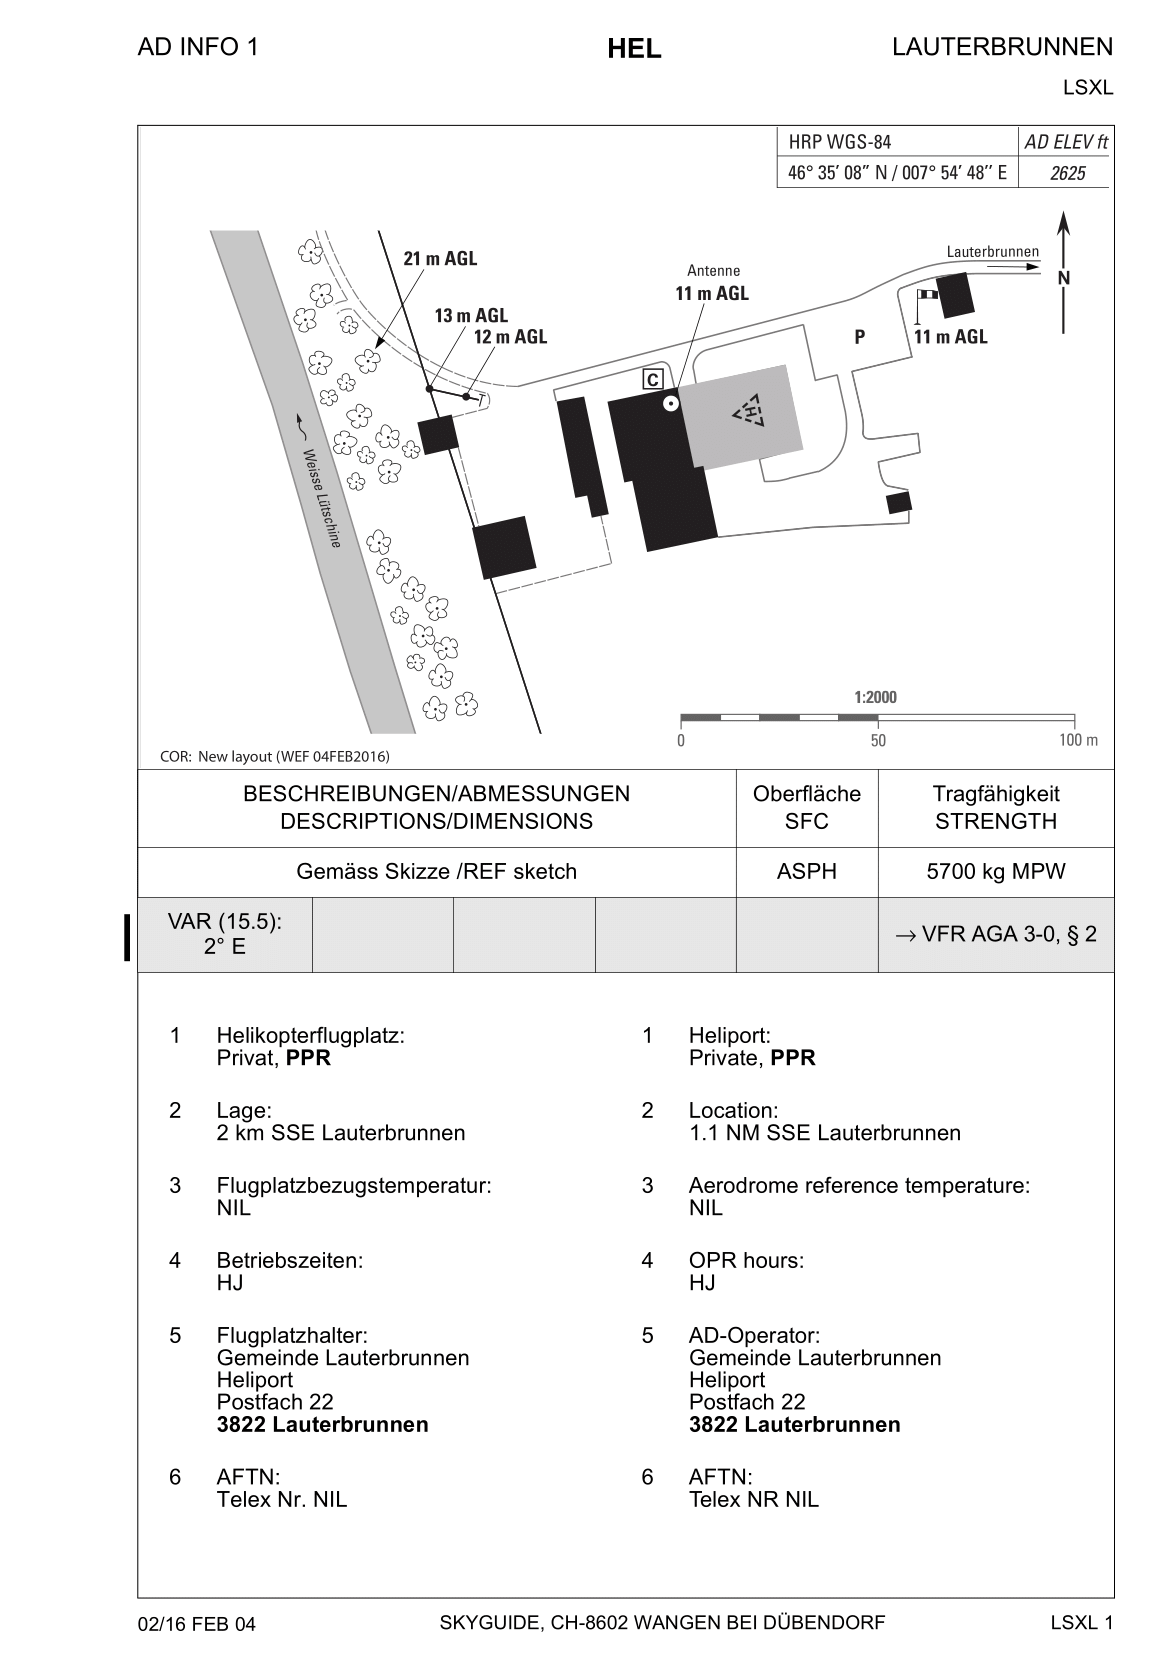 AD INFO 1
HEL
LAUTERBRUNNEN
LSXL
HRP WGS-84
AD ELEV ft
46° 35′ 08″ N / 007° 54′ 48′′ E
2625
Lauterbrunnen
N
21 m AGL
Antenne
11 m AGL
13 m AGL
12 m AGL
P
11 m AGL
C
T
H
Weisse Lütschine
1:2000
0
50
100 m
COR: New layout (WEF 04FEB2016)
BESCHREIBUNGEN/ABMESSUNGEN
DESCRIPTIONS/DIMENSIONS
Oberfläche
SFC
Tragfähigkeit
STRENGTH
Gemäss Skizze /REF sketch
ASPH
5700 kg MPW
VAR (15.5):
2° E
→ VFR AGA 3-0, § 2
1 Helikopterflugplatz:
Privat, PPR
2 Lage:
2 km SSE Lauterbrunnen
3 Flugplatzbezugstemperatur:
NIL
4 Betriebszeiten:
HJ
5 Flugplatzhalter:
Gemeinde Lauterbrunnen
Heliport
Postfach 22
3822 Lauterbrunnen
6 AFTN:
Telex Nr. NIL
1 Heliport:
Private, PPR
2 Location:
1.1 NM SSE Lauterbrunnen
3 Aerodrome reference temperature:
NIL
4 OPR hours:
HJ
5 AD-Operator:
Gemeinde Lauterbrunnen
Heliport
Postfach 22
3822 Lauterbrunnen
6 AFTN:
Telex NR NIL
02/16 FEB 04
SKYGUIDE, CH-8602 WANGEN BEI DÜBENDORF
LSXL 1